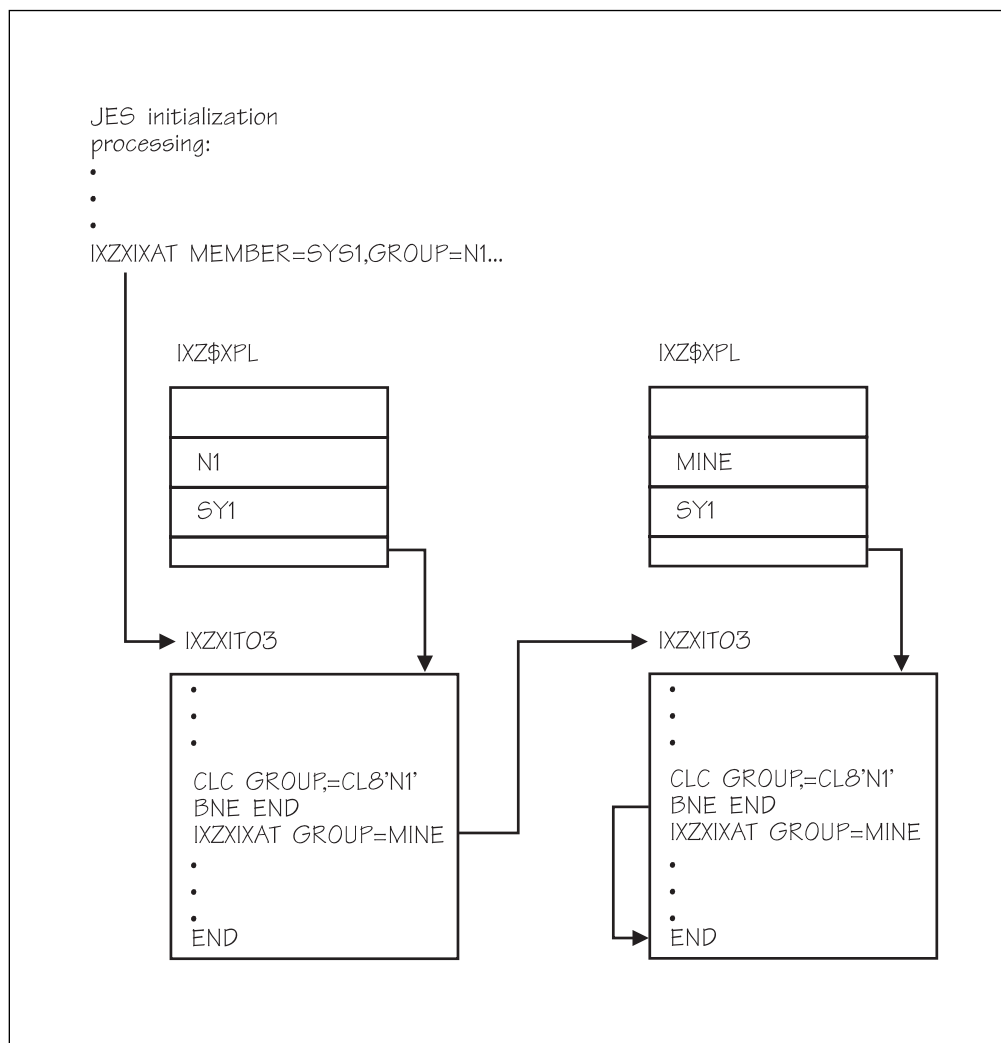 JES initialization
processing:
•
•
•
IXZXIXAT MEMBER=SYS1,GROUP=N1...
IXZ$XPL
N1
SY1
IXZXIT03
•
•
•
CLC GROUP,=CL8'N1'
BNE END
IXZXIXAT GROUP=MINE
•
•
•
END
IXZ$XPL
MINE
SY1
IXZXIT03
•
•
•
CLC GROUP,=CL8'N1'
BNE END
IXZXIXAT GROUP=MINE
•
•
•
END